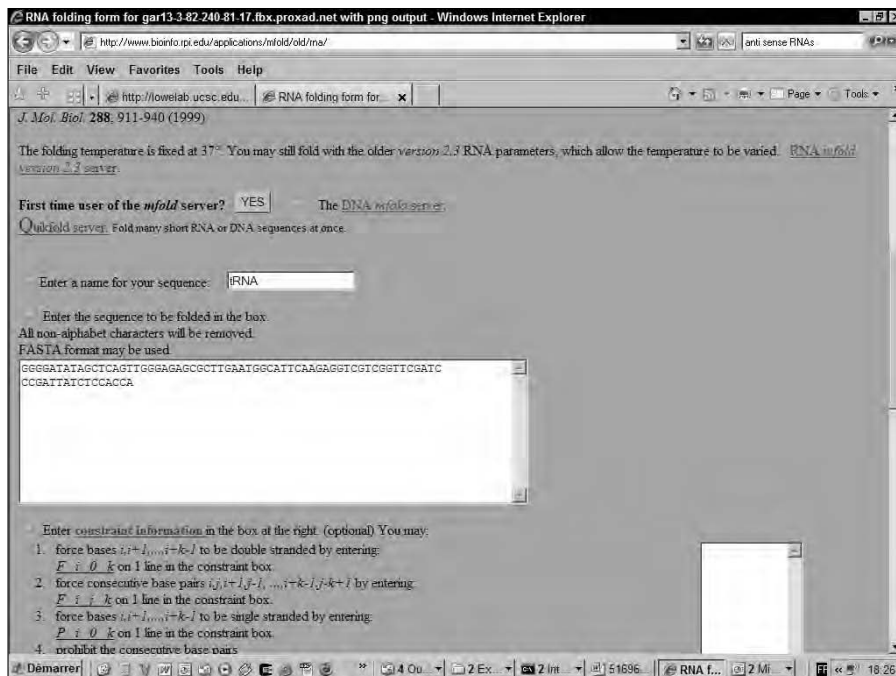 RNA folding form for gar13-3-82-240-81-17.fbx.proxad.net with png output - Windows Internet Explorer
http://www.bioinfo.rpi.edu/applications/mfold/old/rna/
anti sense RNAs
File Edit View Favorites Tools Help
http://lowelab.ucsc.edu...
RNA folding form for...
Page
Tools
J. Mol. Biol. 288, 911-940 (1999)
The folding temperature is fixed at 37°. You may still fold with the older version 2.3 RNA parameters, which allow the temperature to be varied. RNA mfold
version 2.3 server.
First time user of the mfold server? YES The DNA mfold server.
Quikfold server. Fold many short RNA or DNA sequences at once.
Enter a name for your sequence: tRNA
Enter the sequence to be folded in the box.
All non-alphabet characters will be removed.
FASTA format may be used
GGGGATATAGCTCAGTTGGGAGAGCGCTTGAATGGCATTCAAGAGGTCGTCGGTTCGATC
CCGATTATCTCCACCA
Enter constraint information in the box at the right. (optional) You may:
1. force bases i,i+1,...,i+k-1 to be double stranded by entering:
F i 0 k on 1 line in the constraint box.
2. force consecutive base pairs i.j,i+1.j-1, ...,i+k-1.j-k+1 by entering:
F i j k on 1 line in the constraint box.
3. force bases i,i+1,...,i+k-1 to be single stranded by entering:
P i 0 k on 1 line in the constraint box.
4. prohibit the consecutive base pairs
Démarrer
4 Ou...
2 Ex...
2 Int...
51696...
RNA f...
2 Mi...
FR
18:26